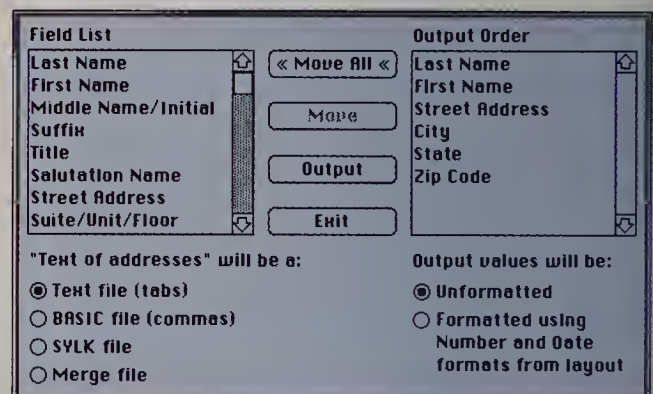 Field List
Last Name
First Name
Middle Name/Initial
Suffix
Title
Salutation Name
Street Address
Suite/Unit/Floor
« Move All «
Move
Output
Exit
Output Order
Last Name
First Name
Street Address
City
State
Zip Code
"Text of addresses" will be a:
Text file (tabs)
BASIC file (commas)
SYLK file
Merge file
Output values will be:
Unformatted
Formatted using
Number and Date
formats from layout